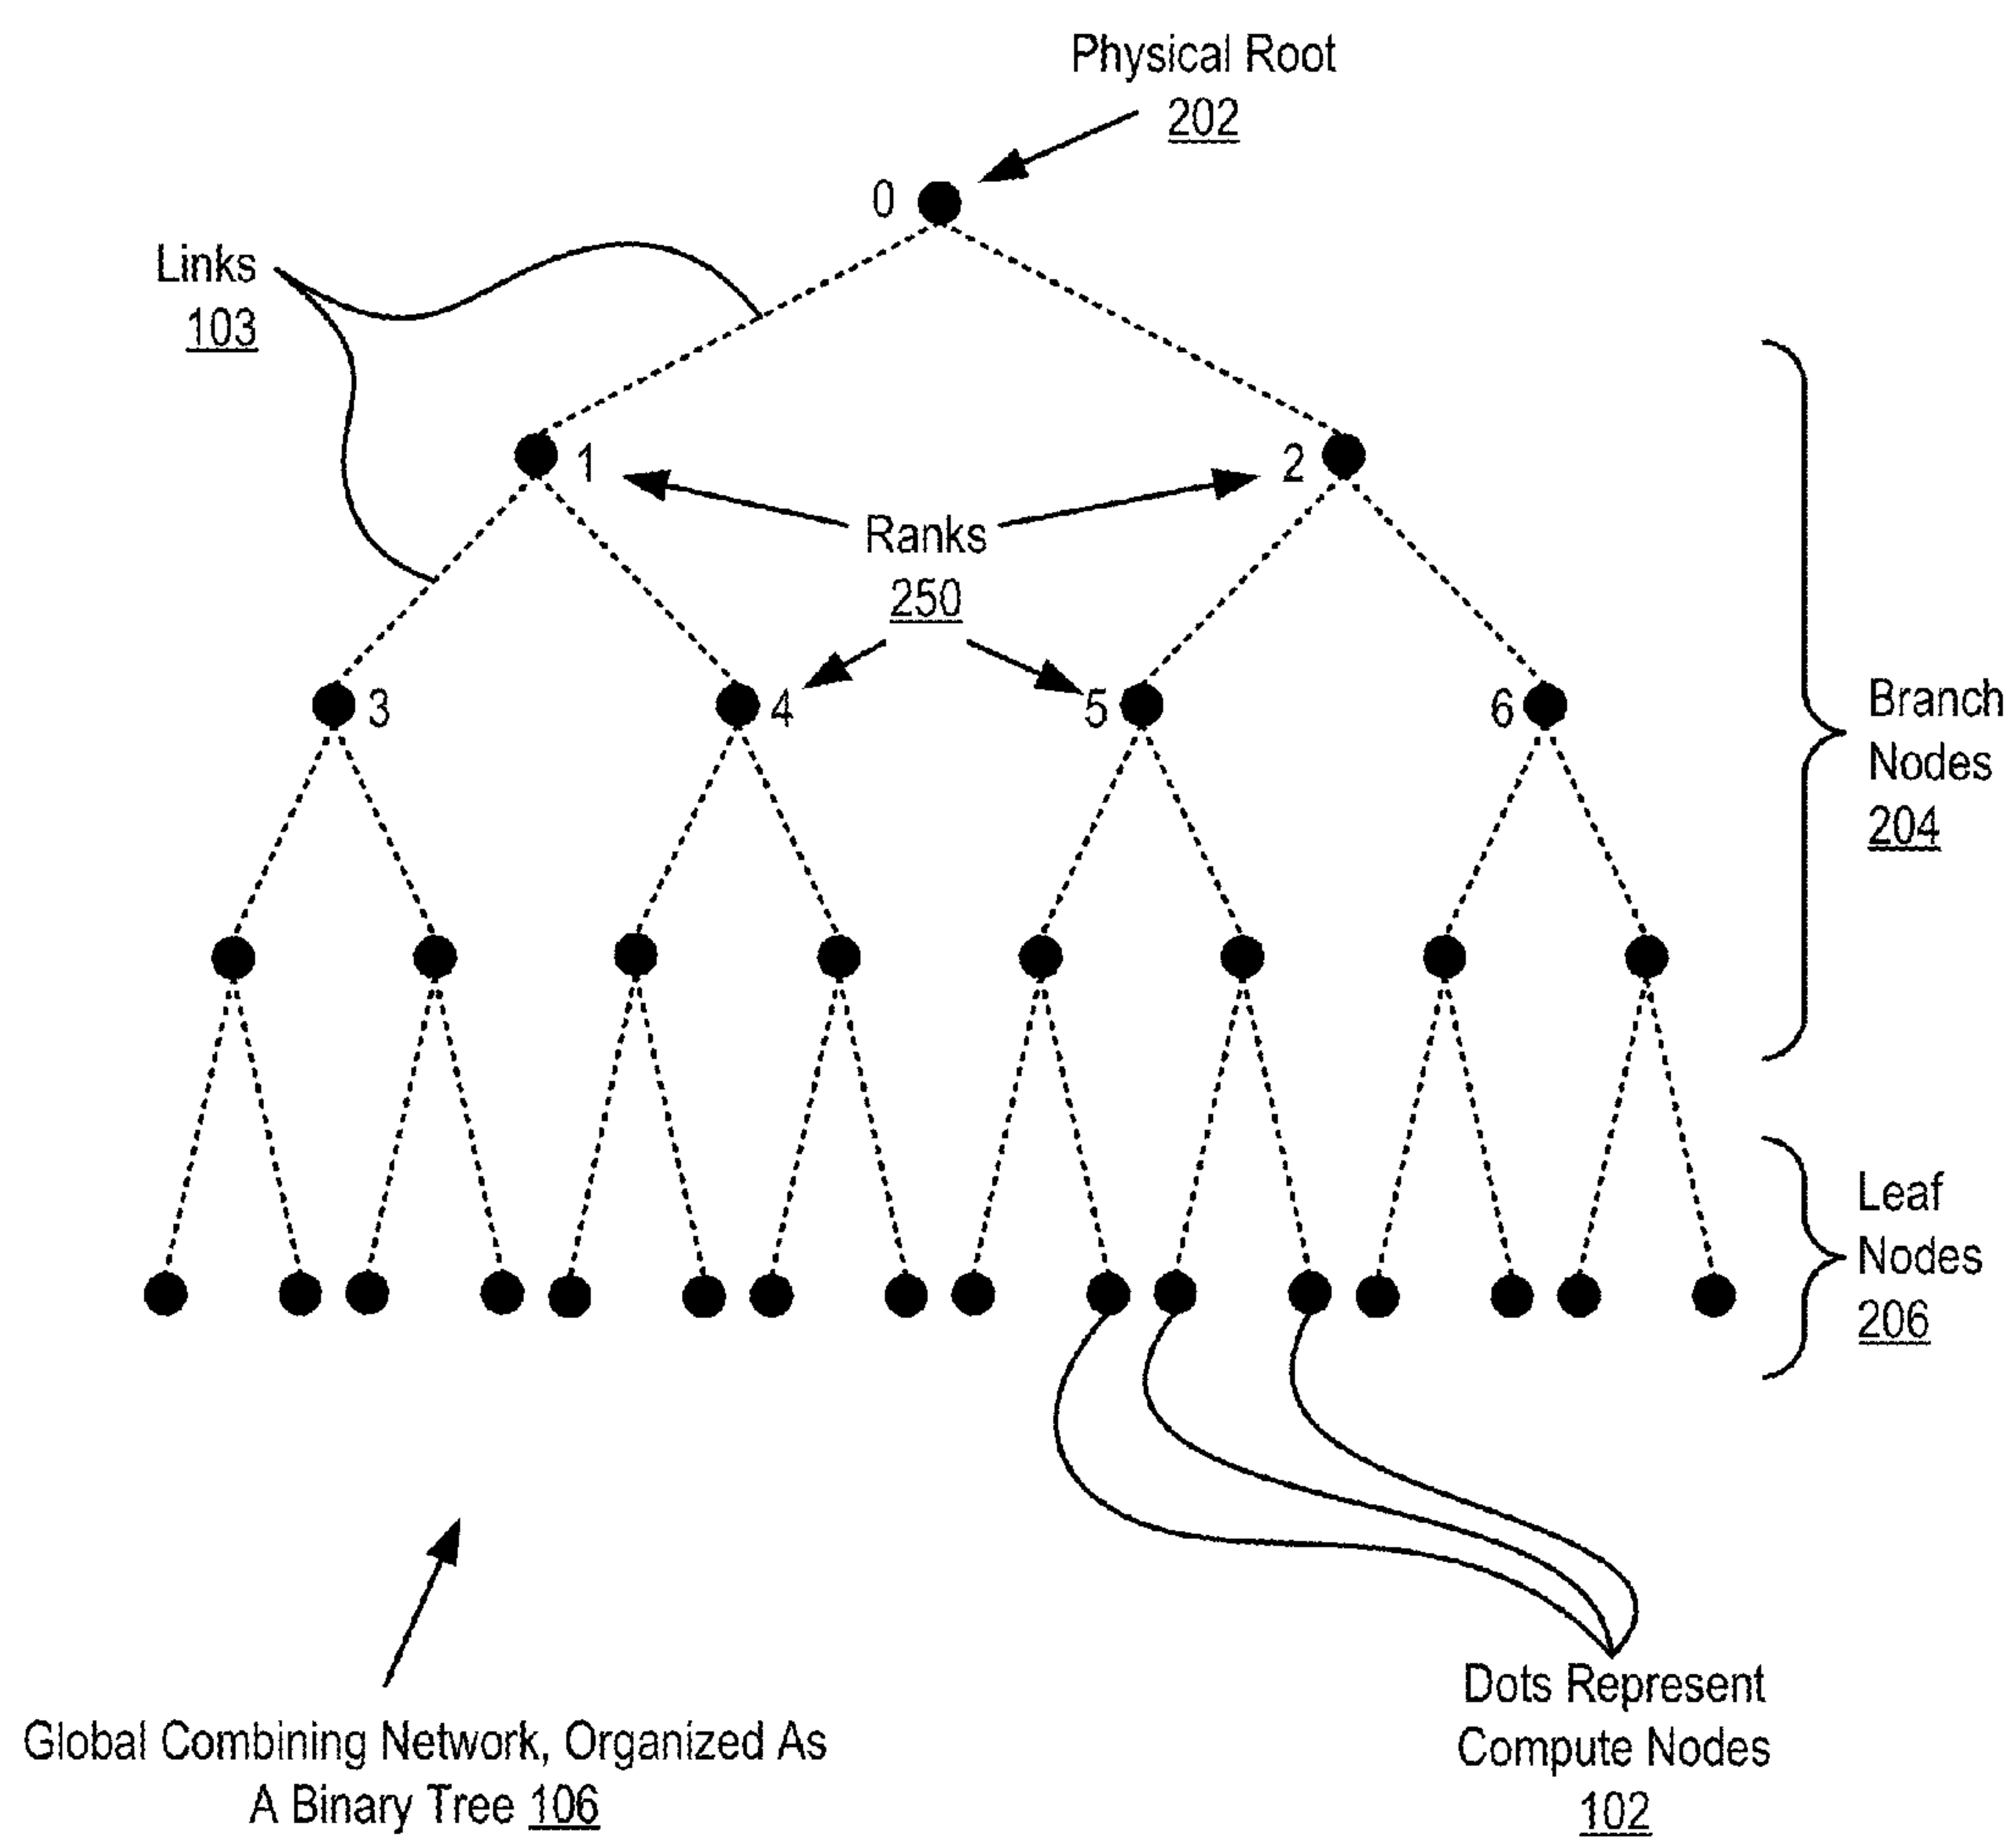 Physical Root
202
0
Links
103
1
2
Ranks
250
3
4
5
6
Branch
Nodes
204
Leaf
Nodes
206
Global Combining Network, Organized As
A Binary Tree 106
Dots Represent
Compute Nodes
102